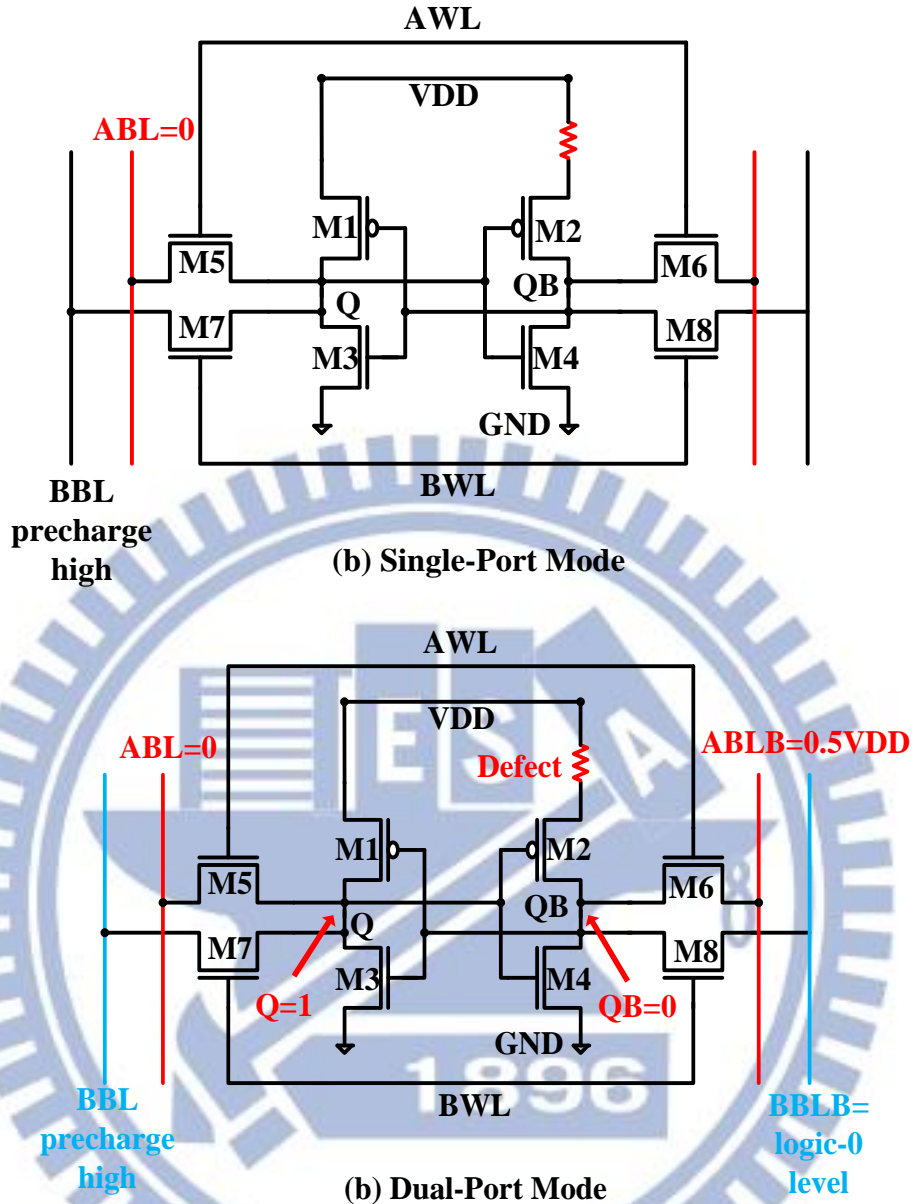 AWL
VDD
ABL=0
M1
M2
M5
M6
QB
Q
M7
M8
M3
M4
GND
BWL
BBL
precharge
high
(b) Single-Port Mode
AWL
VDD
ABL=0
ABLB=0.5VDD
Defect
ESA
M1
M2
M5
M6
QB
Q
M7
M8
M3
M4
Q=1
QB=0
GND
1896
BWL
BBL
precharge
high
BBLB=
logic-0
level
(b) Dual-Port Mode